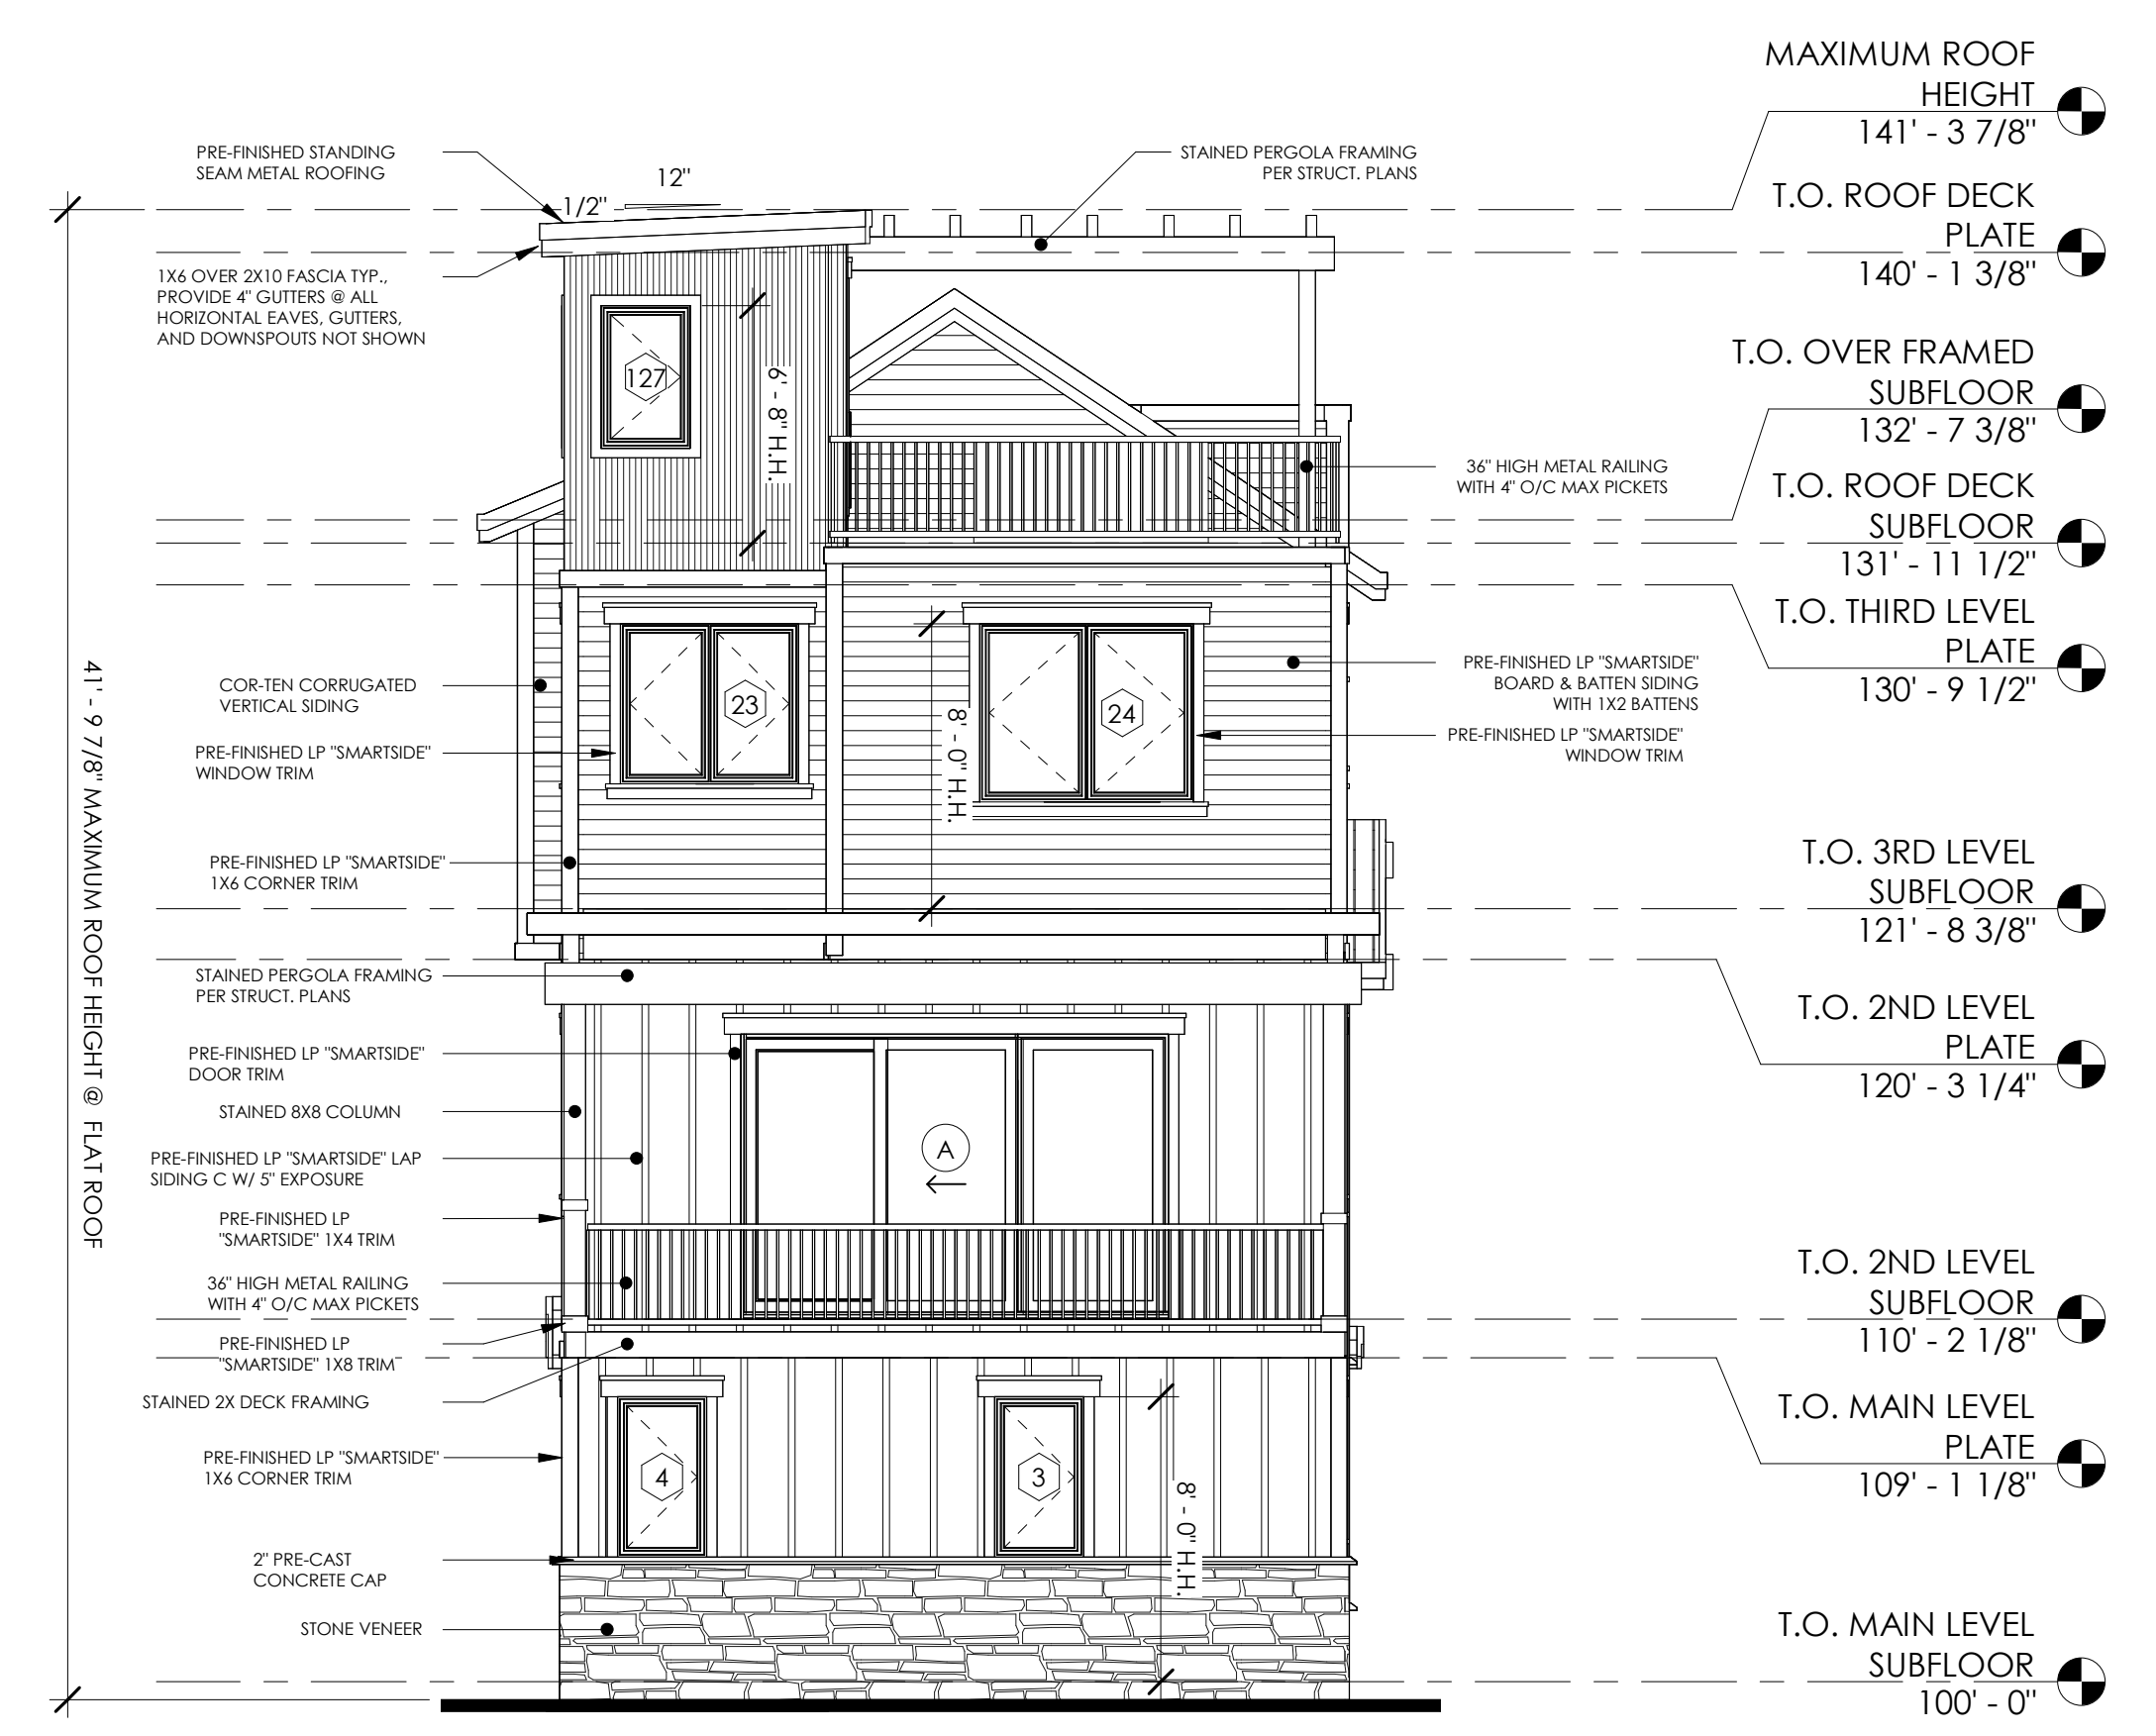 MAXIMUM ROOF
HEIGHT
141' - 3 7/8"
T.O. ROOF DECK
PLATE
140' - 1 3/8"
T.O. OVER FRAMED
SUBFLOOR
132' - 7 3/8"
T.O. ROOF DECK
SUBFLOOR
131' - 11 1/2"
T.O. THIRD LEVEL
PLATE
130' - 9 1/2"
T.O. 3RD LEVEL
SUBFLOOR
121' - 8 3/8"
T.O. 2ND LEVEL
PLATE
120' - 3 1/4"
T.O. 2ND LEVEL
SUBFLOOR
110' - 2 1/8"
T.O. MAIN LEVEL
PLATE
109' - 1 1/8"
T.O. MAIN LEVEL
SUBFLOOR
100' - 0"
PRE-FINISHED STANDING
SEAM METAL ROOFING
12"
1/2"
STAINED PERGOLA FRAMING
PER STRUCT. PLANS
1X6 OVER 2X10 FASCIA TYP.,
PROVIDE 4" GUTTERS @ ALL
HORIZONTAL EAVES, GUTTERS,
AND DOWNSPOUTS NOT SHOWN
127
6' - 8" H.H.
36" HIGH METAL RAILING
WITH 4" O/C MAX PICKETS
41' - 9 7/8" MAXIMUM ROOF HEIGHT @ FLAT ROOF
COR-TEN CORRUGATED
VERTICAL SIDING
23
24
8' - 0" H.H.
PRE-FINISHED LP "SMARTSIDE"
BOARD & BATTEN SIDING
WITH 1X2 BATTENS
PRE-FINISHED LP "SMARTSIDE"
WINDOW TRIM
PRE-FINISHED LP "SMARTSIDE"
WINDOW TRIM
PRE-FINISHED LP "SMARTSIDE"
1X6 CORNER TRIM
STAINED PERGOLA FRAMING
PER STRUCT. PLANS
PRE-FINISHED LP "SMARTSIDE"
DOOR TRIM
STAINED 8X8 COLUMN
A
PRE-FINISHED LP "SMARTSIDE" LAP
SIDING C W/ 5" EXPOSURE
PRE-FINISHED LP
"SMARTSIDE" 1X4 TRIM
36" HIGH METAL RAILING
WITH 4" O/C MAX PICKETS
PRE-FINISHED LP
"SMARTSIDE" 1X8 TRIM
STAINED 2X DECK FRAMING
PRE-FINISHED LP "SMARTSIDE"
1X6 CORNER TRIM
4
3
8' - 0" H.H.
2" PRE-CAST
CONCRETE CAP
STONE VENEER